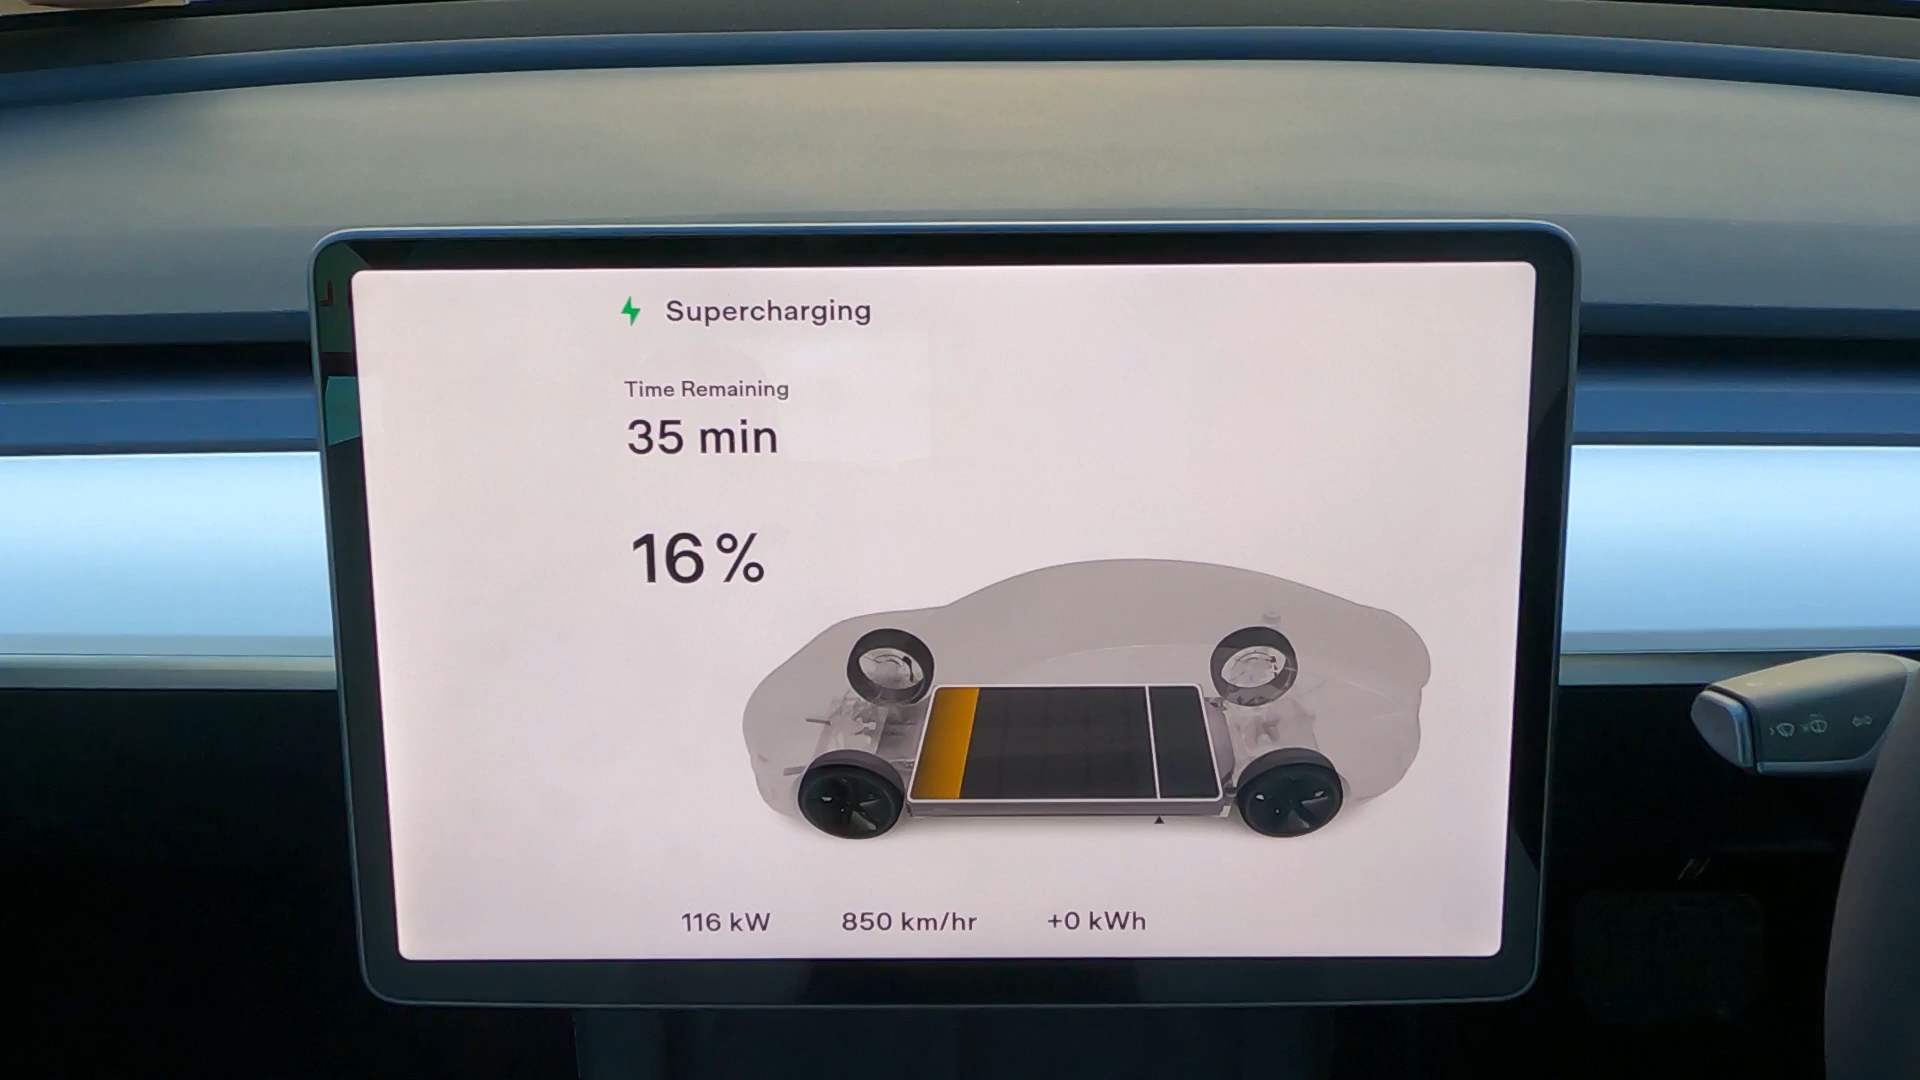 Supercharging
Time Remaining
35 min
16%
116 kW 850 km/hr +0 kWh